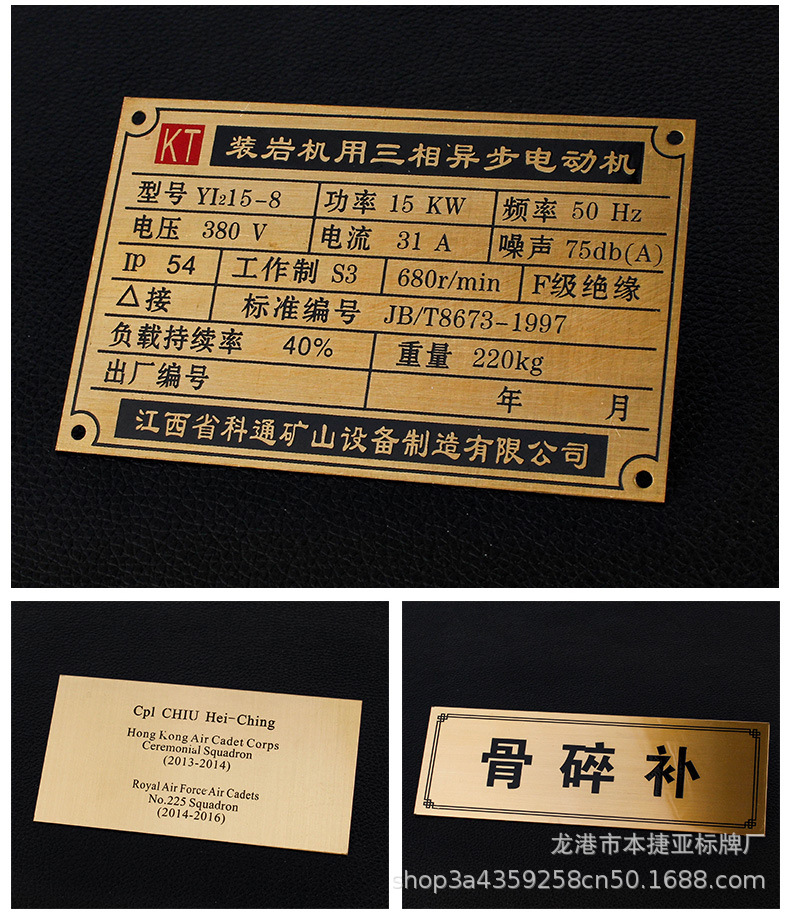 KT 装岩机用三相异步电动机
型号 YI₂15-8 功率 15 KW 频率 50 Hz
电压 380 V 电流 31 A 噪声 75db(A)
IP 54 工作制 S3 680r/min F级绝缘
△接 标准编号 JB/T8673-1997
负载持续率 40% 重量 220kg
出厂编号 年 月
江西省科通矿山设备制造有限公司
Cpl CHIU Hei-Ching
Hong Kong Air Cadet Corps
Ceremonial Squadron
(2013-2014)
Royal Air Force Air Cadets
No.225 Squadron
(2014-2016)
骨碎补
龙港市本捷亚标牌厂
shop3a4359258cn50.1688.com